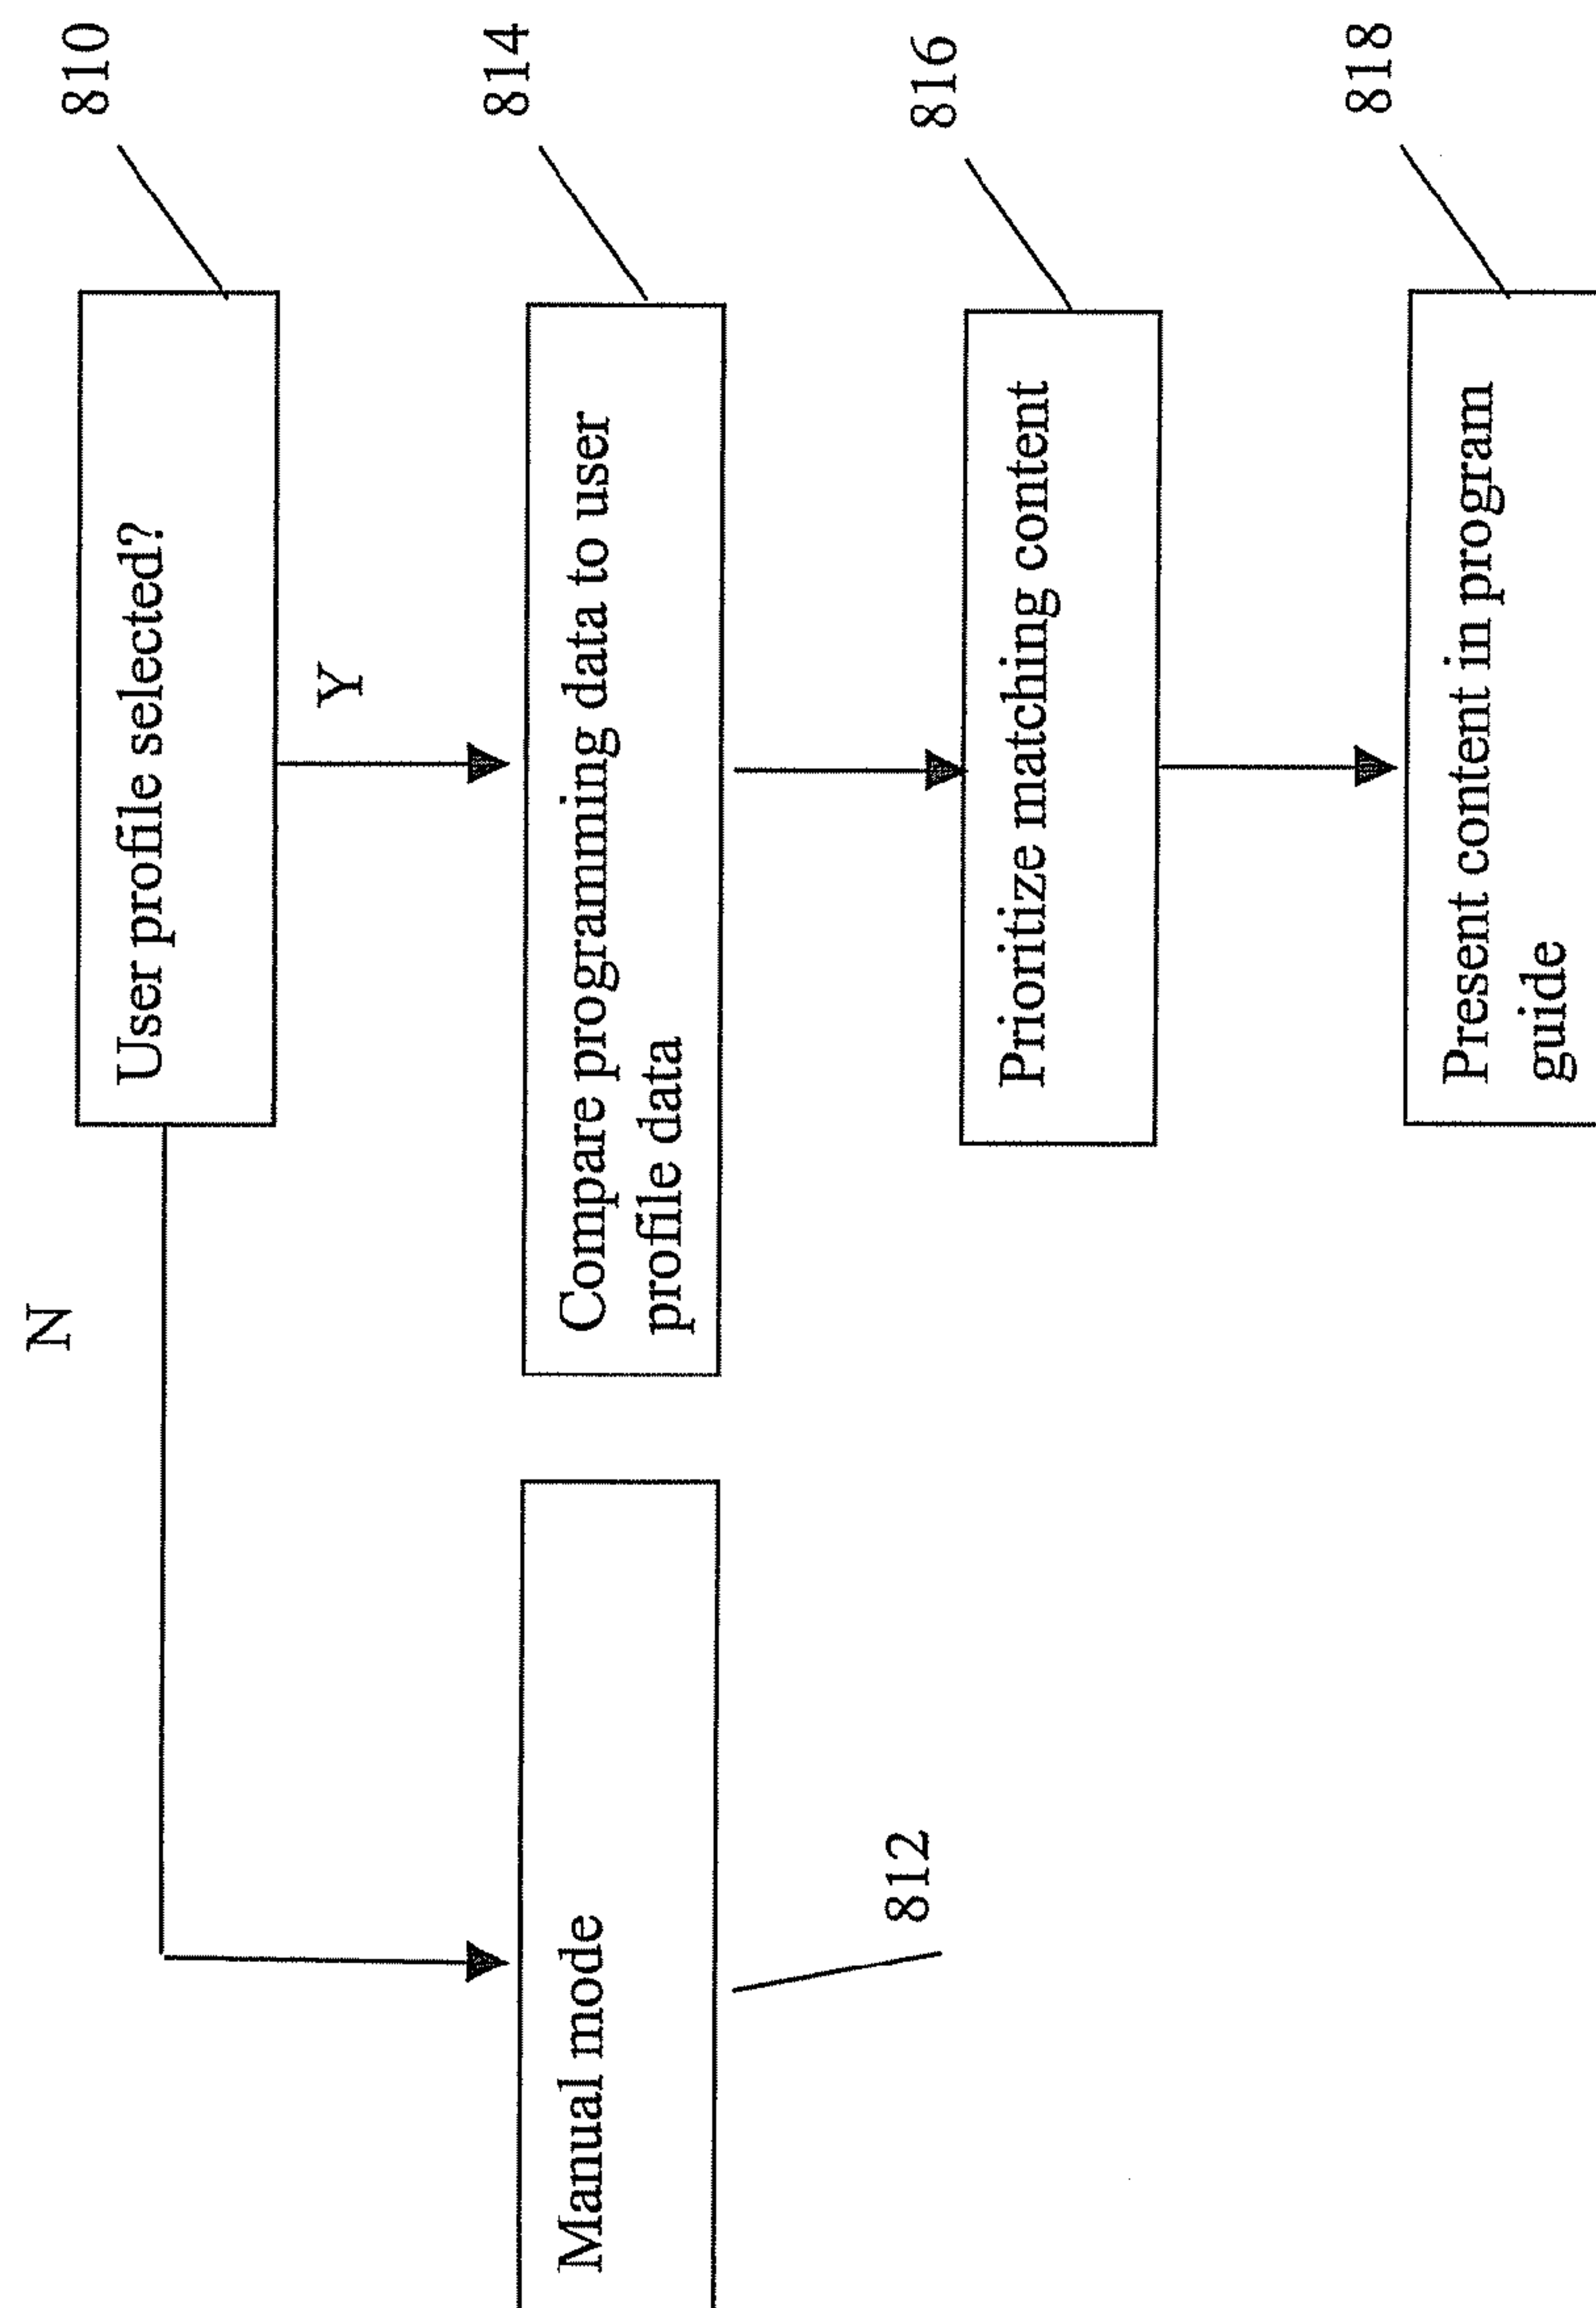 User profile selected?
810
N
Y
Manual mode
812
Compare programming data to user
profile data
814
Prioritize matching content
816
Present content in program
guide
818